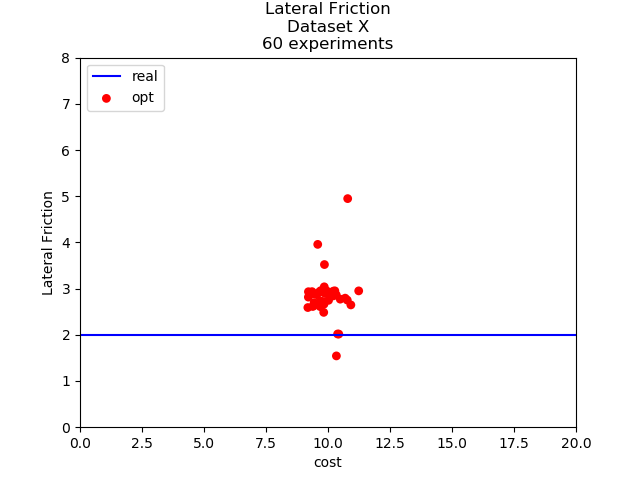 Lateral Friction
Dataset X
60 experiments
real
opt
8
7
6
5
4
3
2
1
0
Lateral Friction
0.0 2.5 5.0 7.5 10.0 12.5 15.0 17.5 20.0
cost